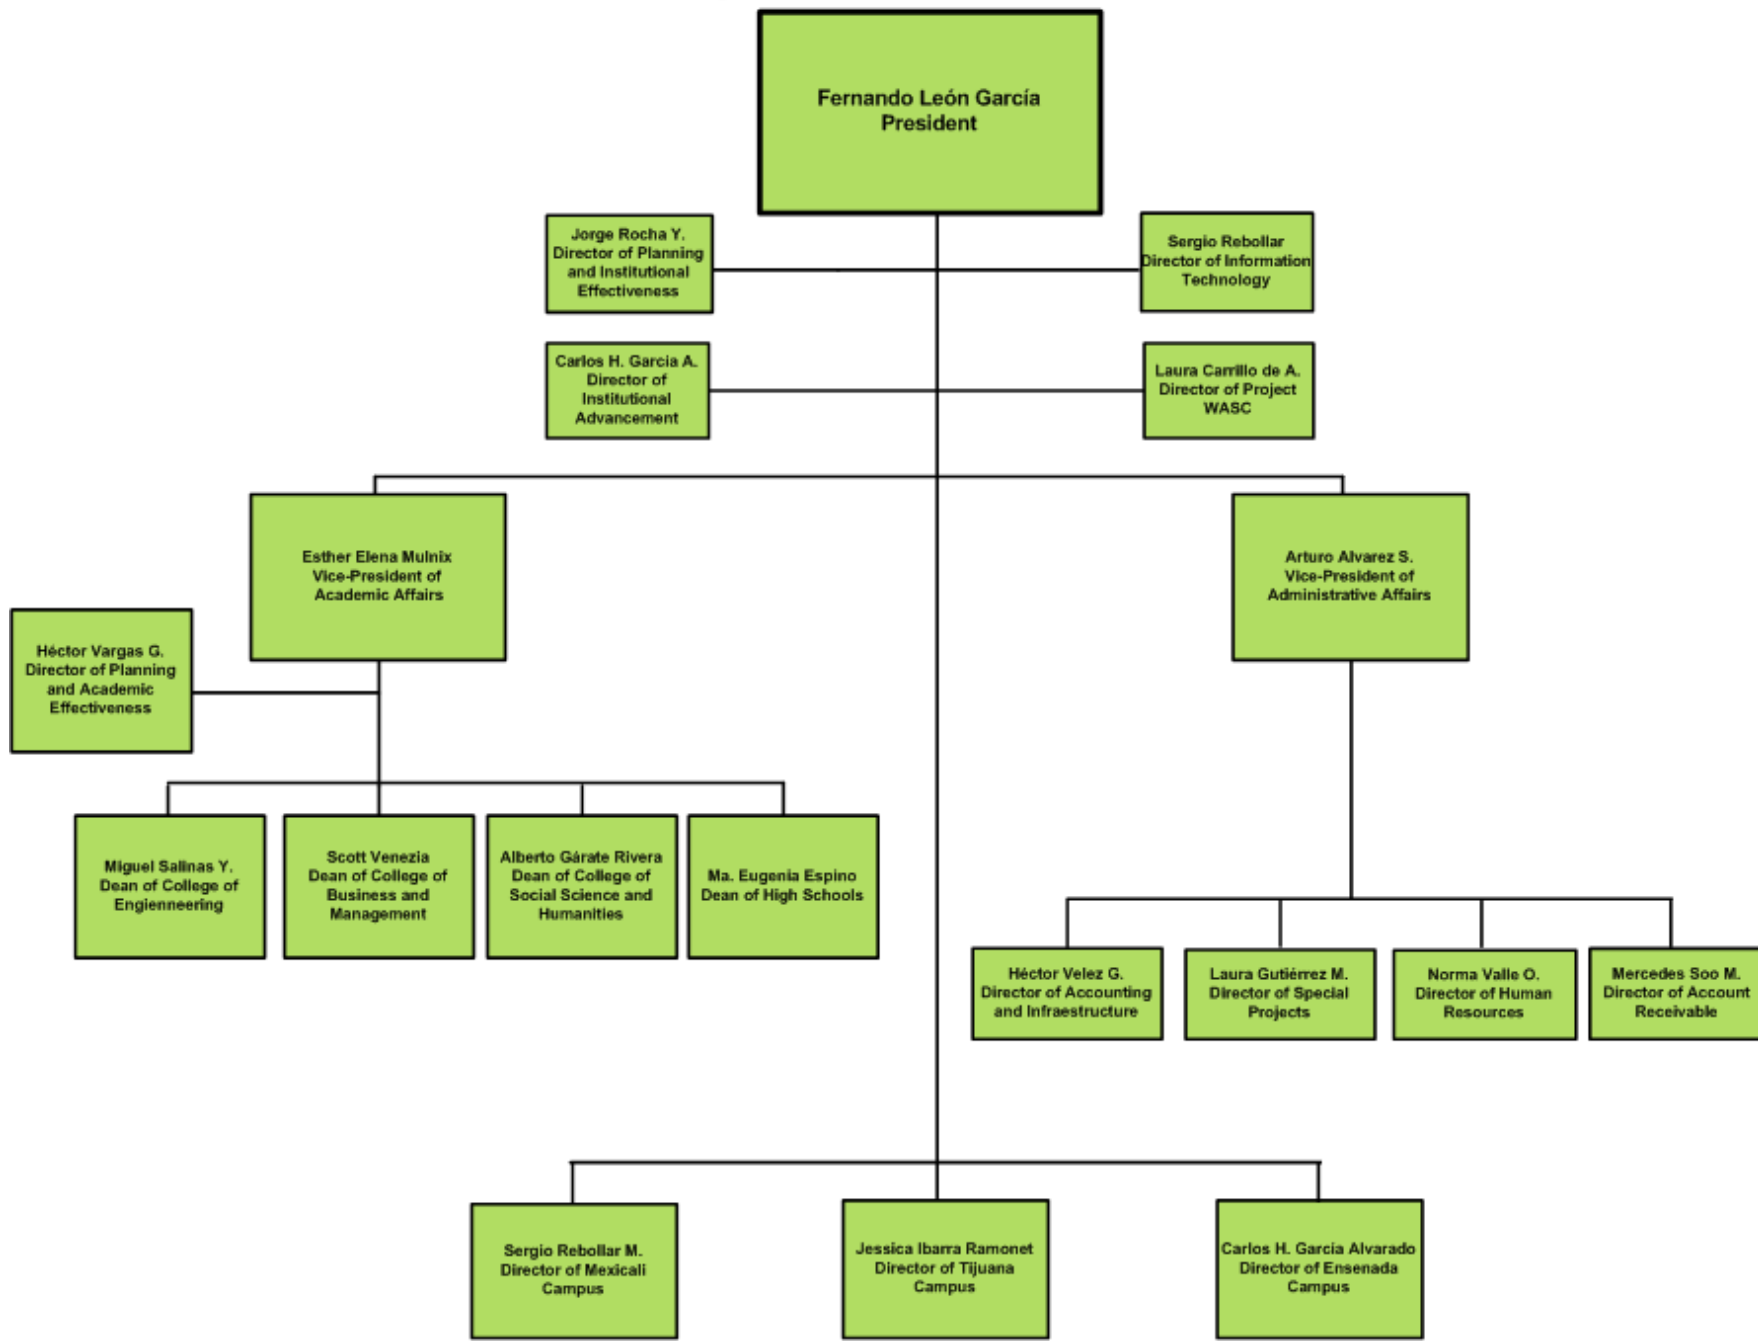 Fernando León García
President
Jorge Rocha Y.
Director of Planning
and Institutional
Effectiveness
Sergio Rebollar
Director of Information
Technology
Carlos H. Garcia A.
Director of
Institutional
Advancement
Laura Carrillo de A.
Director of Project
WASC
Esther Elena Mulnix
Vice-President of
Academic Affairs
Arturo Alvarez S.
Vice-President of
Administrative Affairs
Héctor Vargas G.
Director of Planning
and Academic
Effectiveness
Miguel Salinas Y.
Dean of College of
Engienneering
Scott Venezia
Dean of College of
Business and
Management
Alberto Gárate Rivera
Dean of College of
Social Science and
Humanities
Ma. Eugenia Espino
Dean of High Schools
Héctor Velez G.
Director of Accounting
and Infraestructure
Laura Gutiérrez M.
Director of Special
Projects
Norma Valle O.
Director of Human
Resources
Mercedes Soo M.
Director of Account
Receivable
Sergio Rebollar M.
Director of Mexicali
Campus
Jessica Ibarra Ramonet
Director of Tijuana
Campus
Carlos H. García Alvarado
Director of Ensenada
Campus